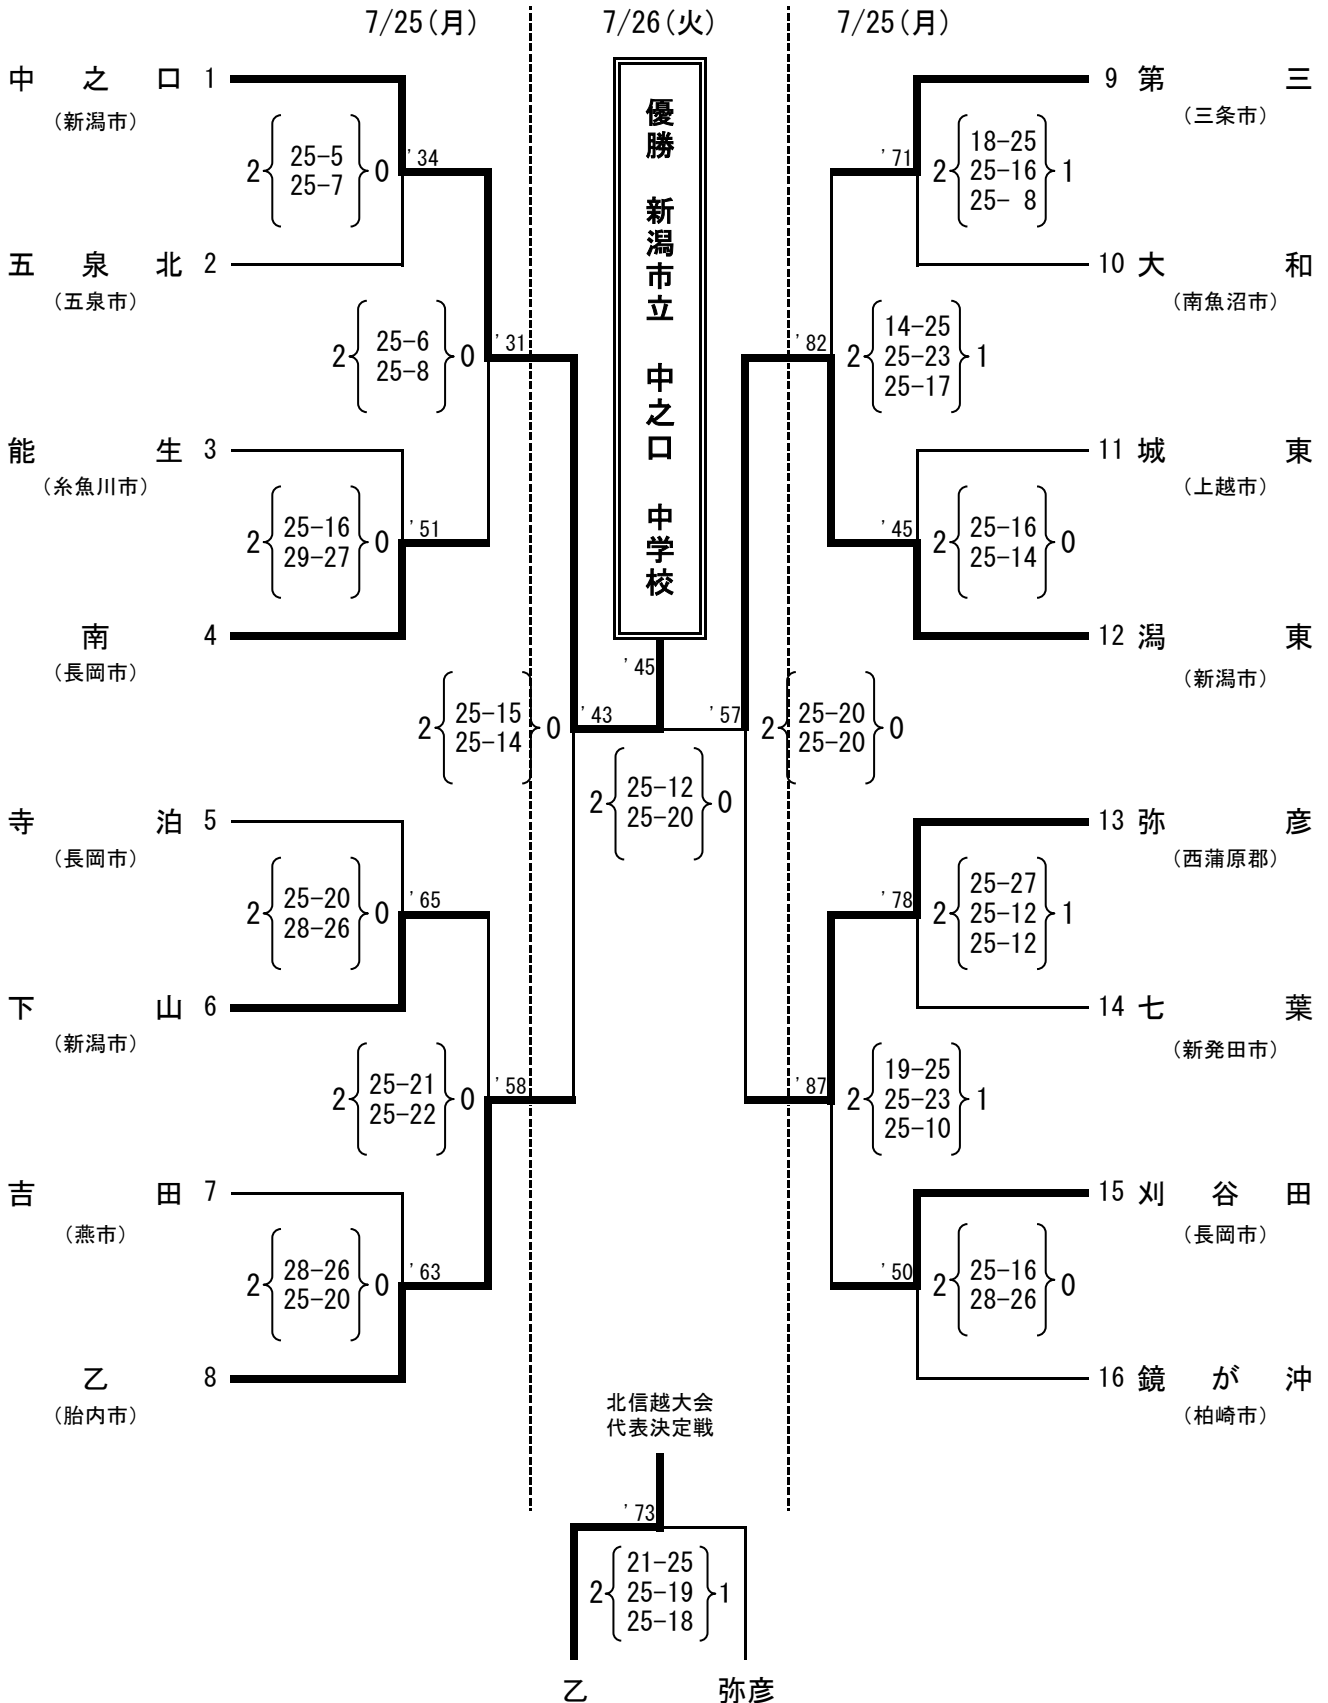 7/25(月)
7/26(火)
7/25(月)
優勝 新潟市立 中之口 中学校
中之口 1
(新潟市)
2 25-5 0
25-7
'34
五泉北 2
(五泉市)
2 25-6 0
25-8
'31
能生 3
(糸魚川市)
2 25-16 0
29-27
'51
南 4
(長岡市)
2 25-15 0
25-14
'43
寺泊 5
(長岡市)
2 25-20 0
28-26
'65
下山 6
(新潟市)
2 25-21 0
25-22
'58
吉田 7
(燕市)
2 28-26 0
25-20
'63
乙 8
(胎内市)
'45
2 25-12 0
25-20
9 第三
(三条市)
'71
18-25
2 25-16 1
25- 8
10 大和
(南魚沼市)
'82
14-25
2 25-23 1
25-17
11 城東
(上越市)
'45
2 25-16 0
25-14
12 潟東
(新潟市)
'57
2 25-20 0
25-20
13 弥彦
(西蒲原郡)
'78
25-27
2 25-12 1
25-12
14 七葉
(新発田市)
'87
19-25
2 25-23 1
25-10
15 刈谷田
(長岡市)
'50
2 25-16 0
28-26
16 鏡が沖
(柏崎市)
北信越大会
代表決定戦
'73
21-25
2 25-19 1
25-18
乙 弥彦